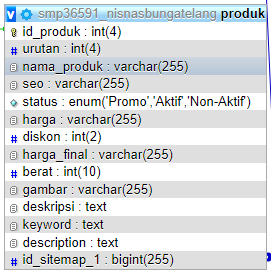 smp36591_nisnasbungatelang produk
id_produk : int(4)
urutan : int(4)
nama_produk : varchar(255)
seo : varchar(255)
status : enum('Promo','Aktif','Non-Aktif')
harga : varchar(255)
diskon : int(2)
harga_final : varchar(255)
berat : int(10)
gambar : varchar(255)
deskripsi : text
keyword : text
description : text
id_sitemap_1 : bigint(255)